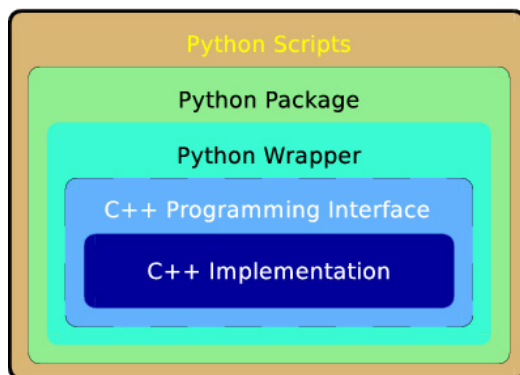 Python Scripts
Python Package
Python Wrapper
C++ Programming Interface
C++ Implementation